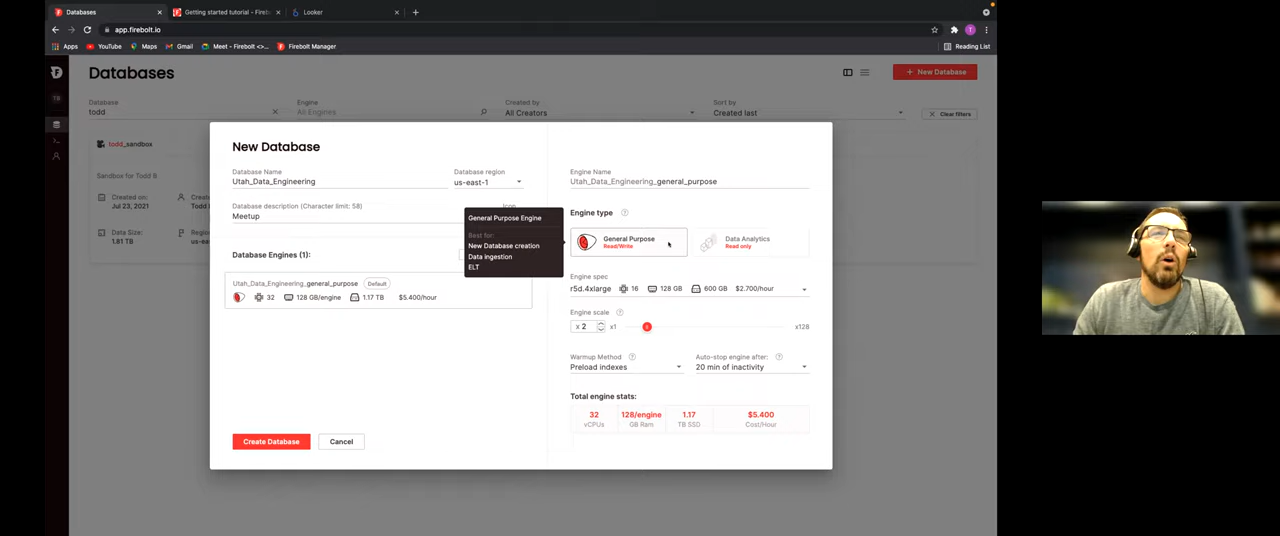 Databases
Getting started tutorial - Fireb
Looker
app.firebolt.io
T
Apps
YouTube
Maps
Gmail
Meet - Firebolt <>...
Firebolt Manager
Reading List
Databases
+ New Database
TB
Database
todd
Engine
All Engines
Created by
All Creators
Sort by
Created last
Clear filters
todd_sandbox
Sandbox for Todd B
Created on:
Jul 23, 2021
Data Size:
1.81 TB
New Database
Database Name
Utah_Data_Engineering
Database region
us-east-1
Database description (Character limit: 58)
Icon
Meetup
Database Engines (1):
Utah_Data_Engineering_general_purpose
Default
32
128 GB/engine
1.17 TB
$5.400/hour
General Purpose Engine
Best for:
New Database creation
Data ingestion
ELT
Engine Name
Utah_Data_Engineering_general_purpose
Engine type
General Purpose
Read/Write
Data Analytics
Read only
Engine spec
r5d.4xlarge
16
128 GB
600 GB
$2.700/hour
Engine scale
x 2
x1
x128
Warmup Method
Preload indexes
Auto-stop engine after:
20 min of inactivity
Total engine stats:
32
vCPUs
128/engine
GB Ram
1.17
TB SSD
$5.400
Cost/Hour
Create Database
Cancel